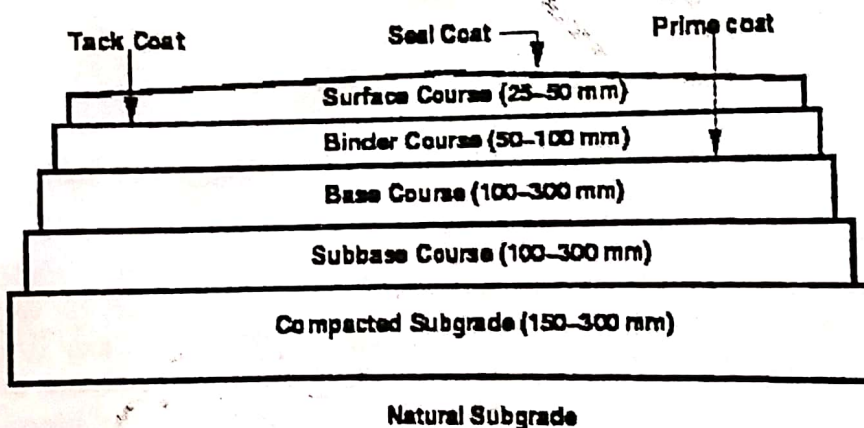 Tack Coat
Seal Coat
Prime coat
Surface Course (25-50 mm)
Binder Course (50-100 mm)
Base Course (100-300 mm)
Subbase Course (100-300 mm)
Compacted Subgrade (150-300 mm)
Natural Subgrade